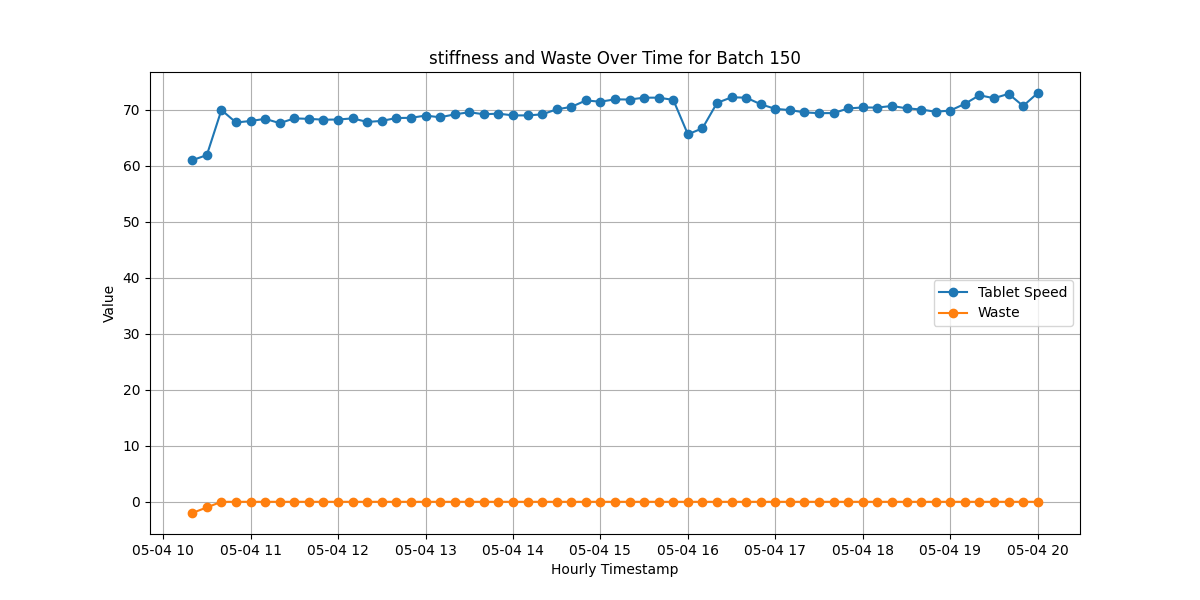 stiffness and Waste Over Time for Batch 150
70
60
50
40
30
20
10
0
Value
Tablet Speed
Waste
05-04 10 05-04 11 05-04 12 05-04 13 05-04 14 05-04 15 05-04 16 05-04 17 05-04 18 05-04 19 05-04 20
Hourly Timestamp